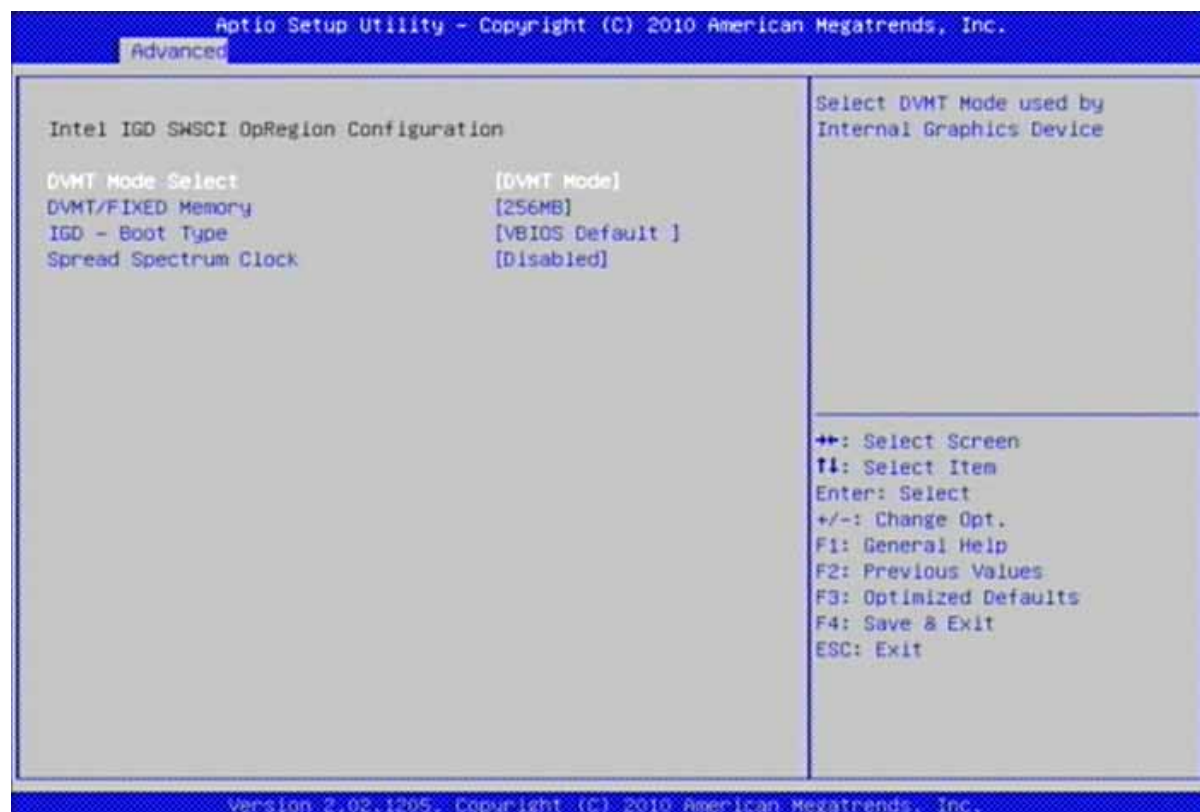 Aptio Setup Utility – Copyright (C) 2010 American Megatrends, Inc.
Advanced
Intel IGD SWSCI OpRegion Configuration
DVMT Mode Select [DVMT Mode]
DVMT/FIXED Memory [256MB]
IGD – Boot Type [VBIOS Default ]
Spread Spectrum Clock [Disabled]
Select DVMT Mode used by
Internal Graphics Device
→←: Select Screen
↑↓: Select Item
Enter: Select
+/-: Change Opt.
F1: General Help
F2: Previous Values
F3: Optimized Defaults
F4: Save & Exit
ESC: Exit
Version 2.02.1205. Copyright (C) 2010 American Megatrends, Inc.